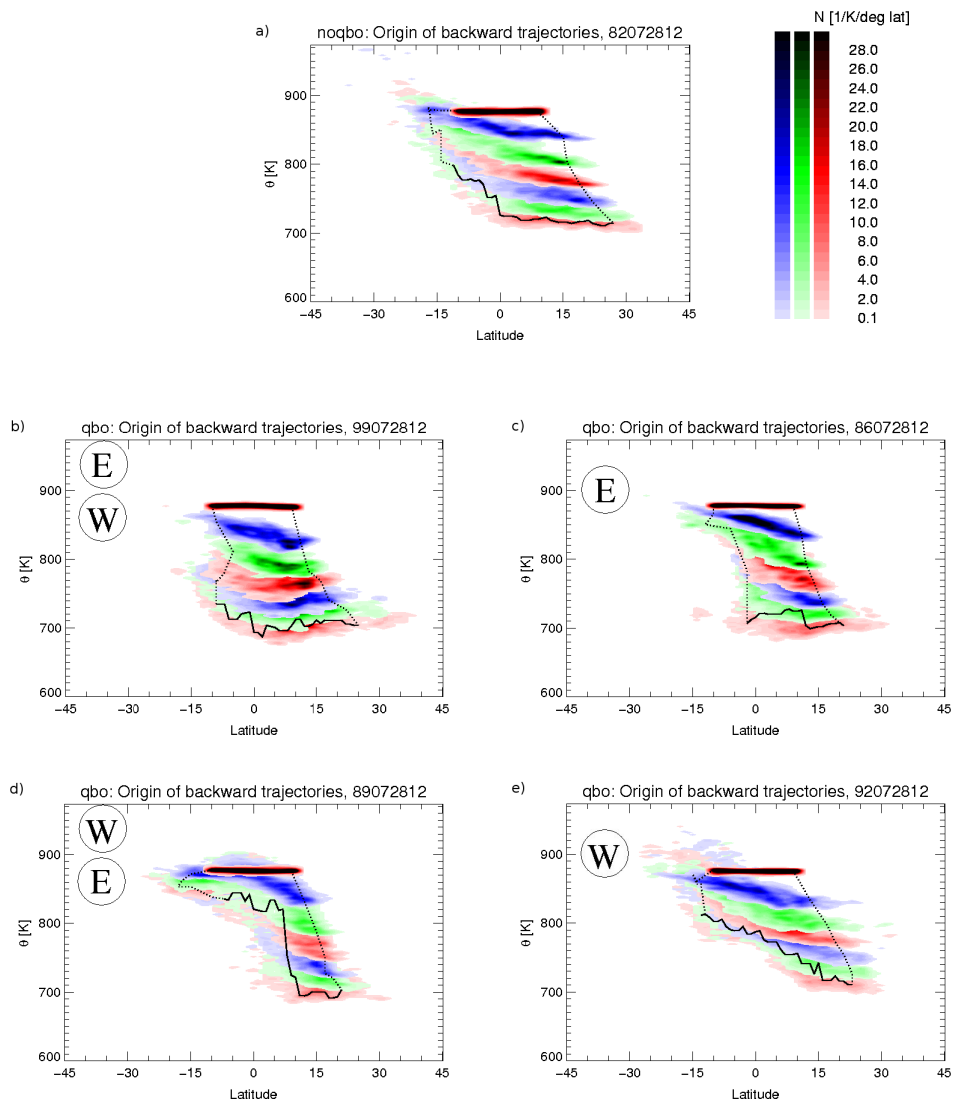 N [1/K/deg lat]
a)
noqbo: Origin of backward trajectories, 82072812
28.0
26.0
24.0
22.0
20.0
18.0
16.0
14.0
12.0
10.0
8.0
6.0
4.0
2.0
0.1
900
800
700
600
θ [K]
−45 −30 −15 0 15 30 45
Latitude
b)
qbo: Origin of backward trajectories, 99072812
E
W
900
800
700
600
θ [K]
−45 −30 −15 0 15 30 45
Latitude
c)
qbo: Origin of backward trajectories, 86072812
E
900
800
700
600
θ [K]
−45 −30 −15 0 15 30 45
Latitude
d)
qbo: Origin of backward trajectories, 89072812
W
E
900
800
700
600
θ [K]
−45 −30 −15 0 15 30 45
Latitude
e)
qbo: Origin of backward trajectories, 92072812
W
900
800
700
600
θ [K]
−45 −30 −15 0 15 30 45
Latitude